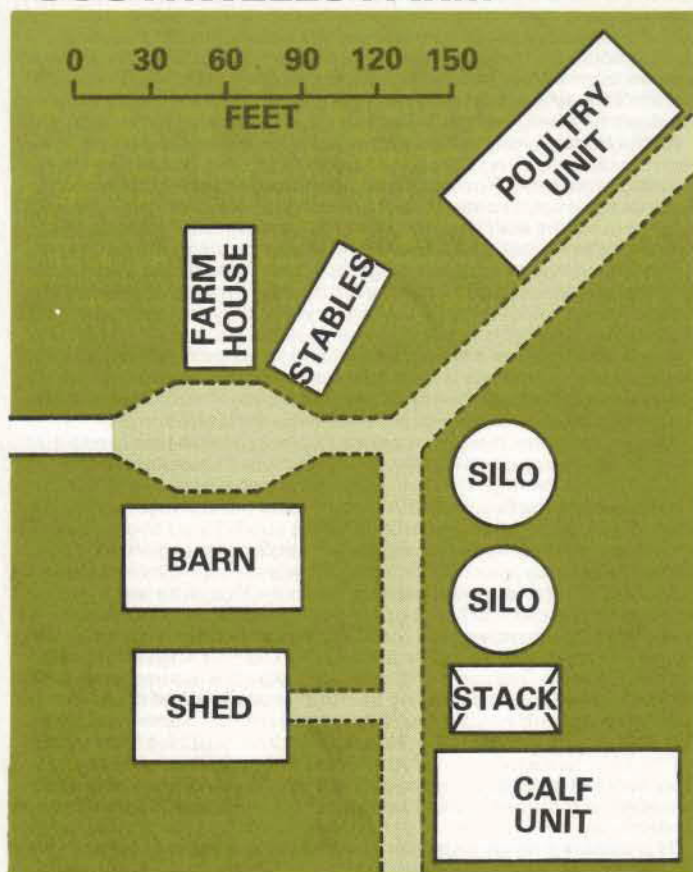 0 30 60 90 120 150
FEET
POULTRY
UNIT
FARM
HOUSE
STABLES
SILO
BARN
SILO
SHED
STACK
CALF
UNIT